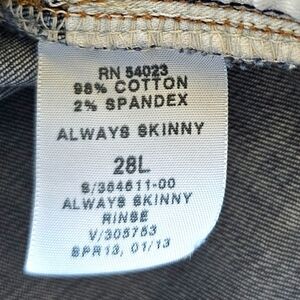 RN 54023
98% COTTON
2% SPANDEX
ALWAYS SKINNY
28L
S/364611-00
ALWAYS SKINNY
RINSE
V/305753
SPR13, 01/13